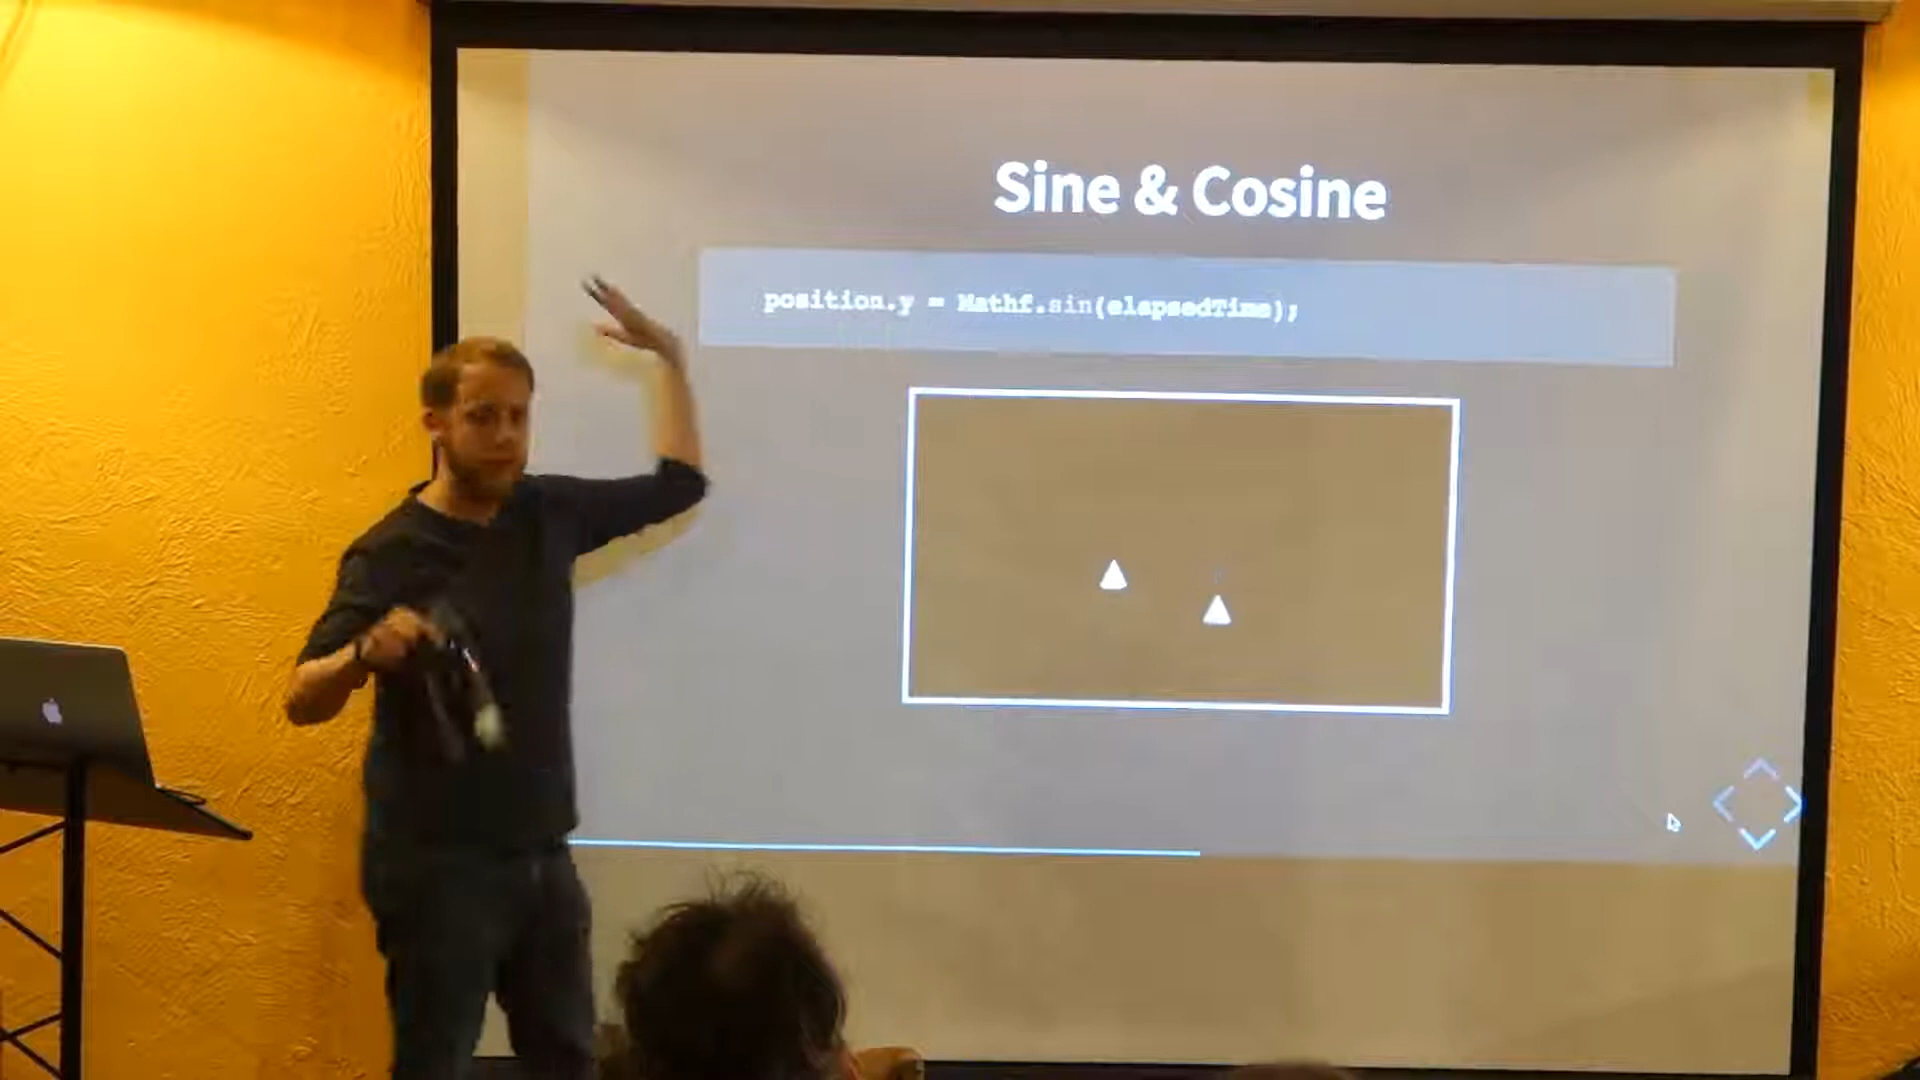 Sine & Cosine
position.y = Mathf.sin(elapsedTime);